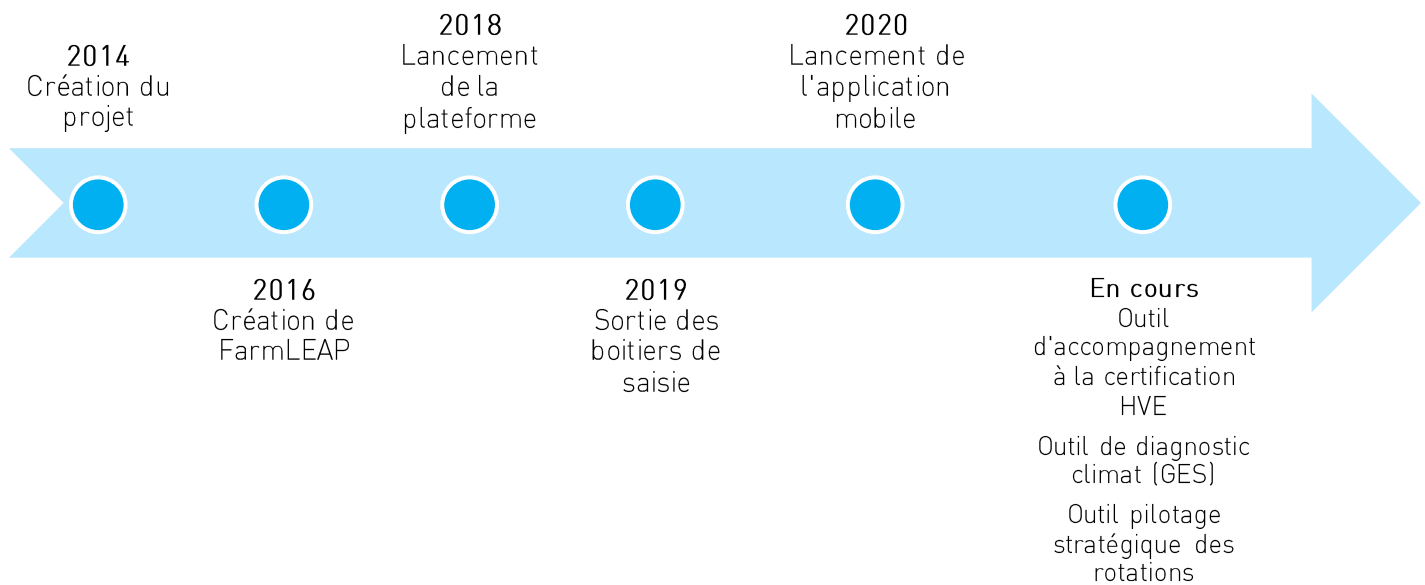 2014
Création du
projet
2016
Création de
FarmLEAP
2018
Lancement
de la
plateforme
2019
Sortie des
boitiers de
saisie
2020
Lancement de
l'application
mobile
En cours
Outil
d'accompagnement
à la certification
HVE
Outil de diagnostic
climat (GES)
Outil pilotage
stratégique des
rotations